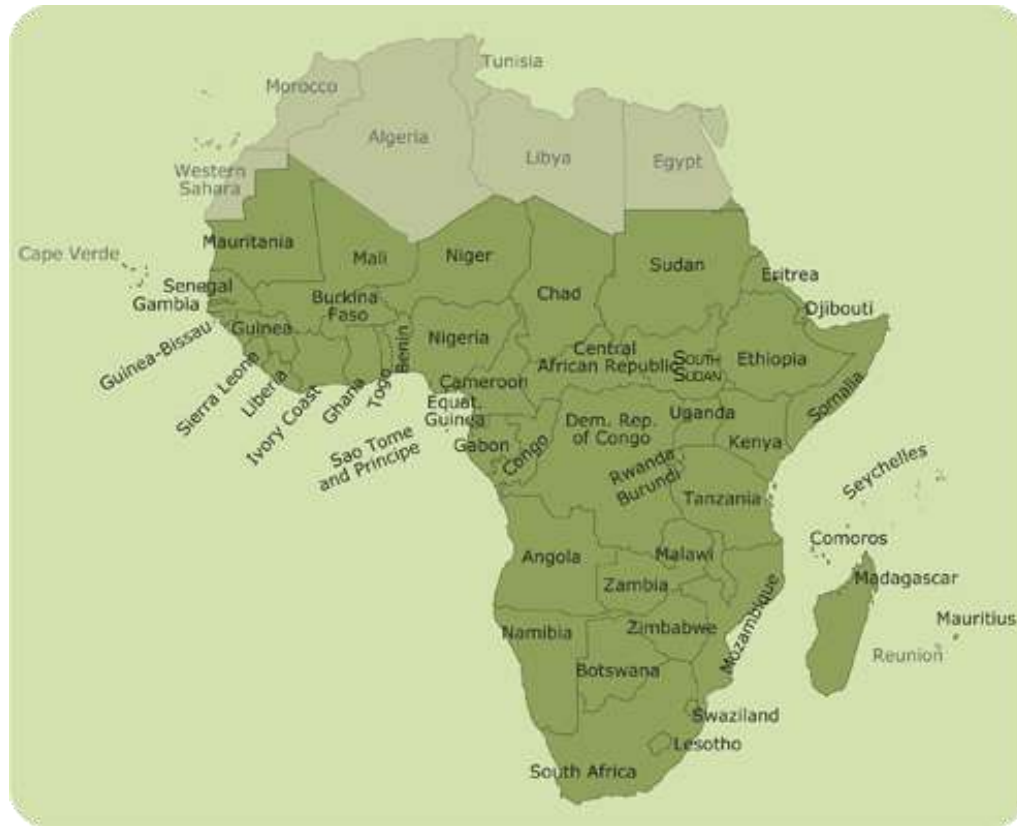 Tunisia
Morocco
Algeria
Libya
Egypt
Western
Sahara
Mauritania
Cape Verde
Mali
Niger
Sudan
Chad
Eritrea
Senegal
Gambia
Burkina
Faso
Djibouti
Guinea-Bissau
Guinea
Benin
Nigeria
Central
African Republic
South
Sudan
Ethiopia
Sierra Leone
Liberia
Ivory Coast
Ghana
Togo
Cameroon
Somalia
Equat.
Guinea
Dem. Rep.
of Congo
Uganda
Kenya
Sao Tome
and Principe
Gabon
Congo
Rwanda
Burundi
Tanzania
Seychelles
Comoros
Angola
Malawi
Zambia
Madagascar
Mozambique
Mauritius
Namibia
Zimbabwe
Reunion
Botswana
Swaziland
Lesotho
South Africa